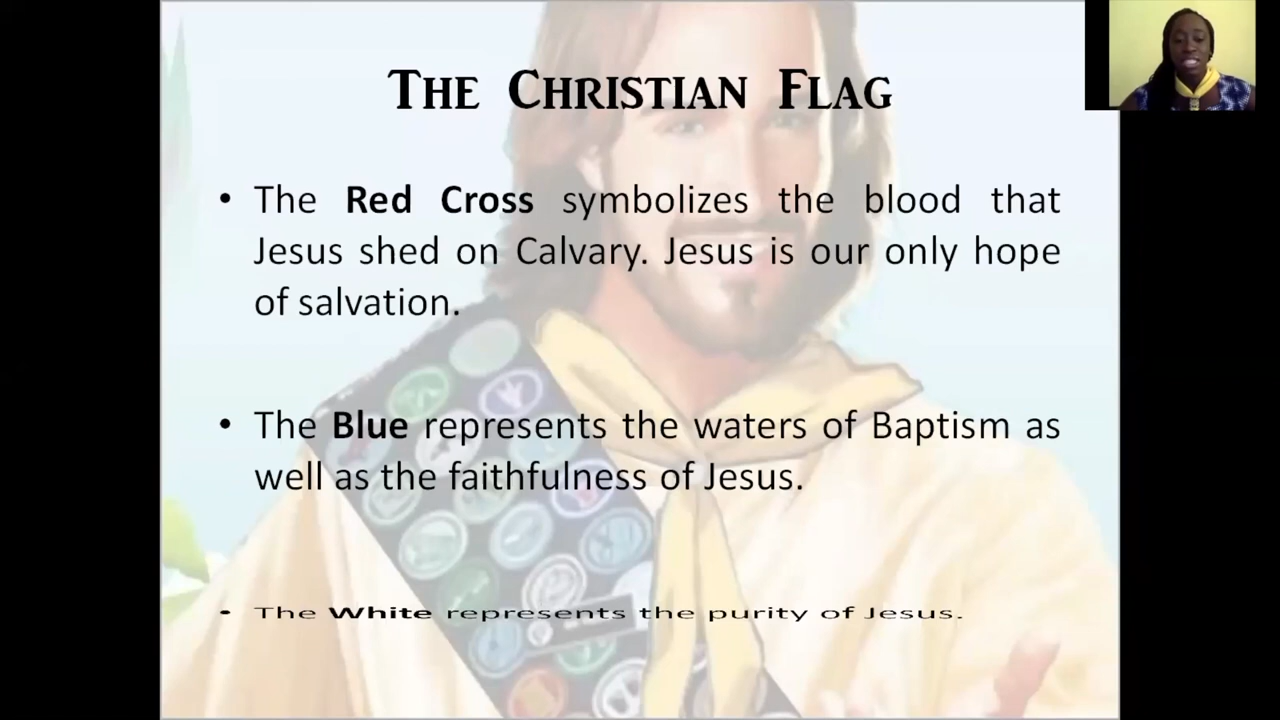 The Christian Flag
• The Red Cross symbolizes the blood that
Jesus shed on Calvary. Jesus is our only hope
of salvation.
• The Blue represents the waters of Baptism as
well as the faithfulness of Jesus.
• The White represents the purity of Jesus.